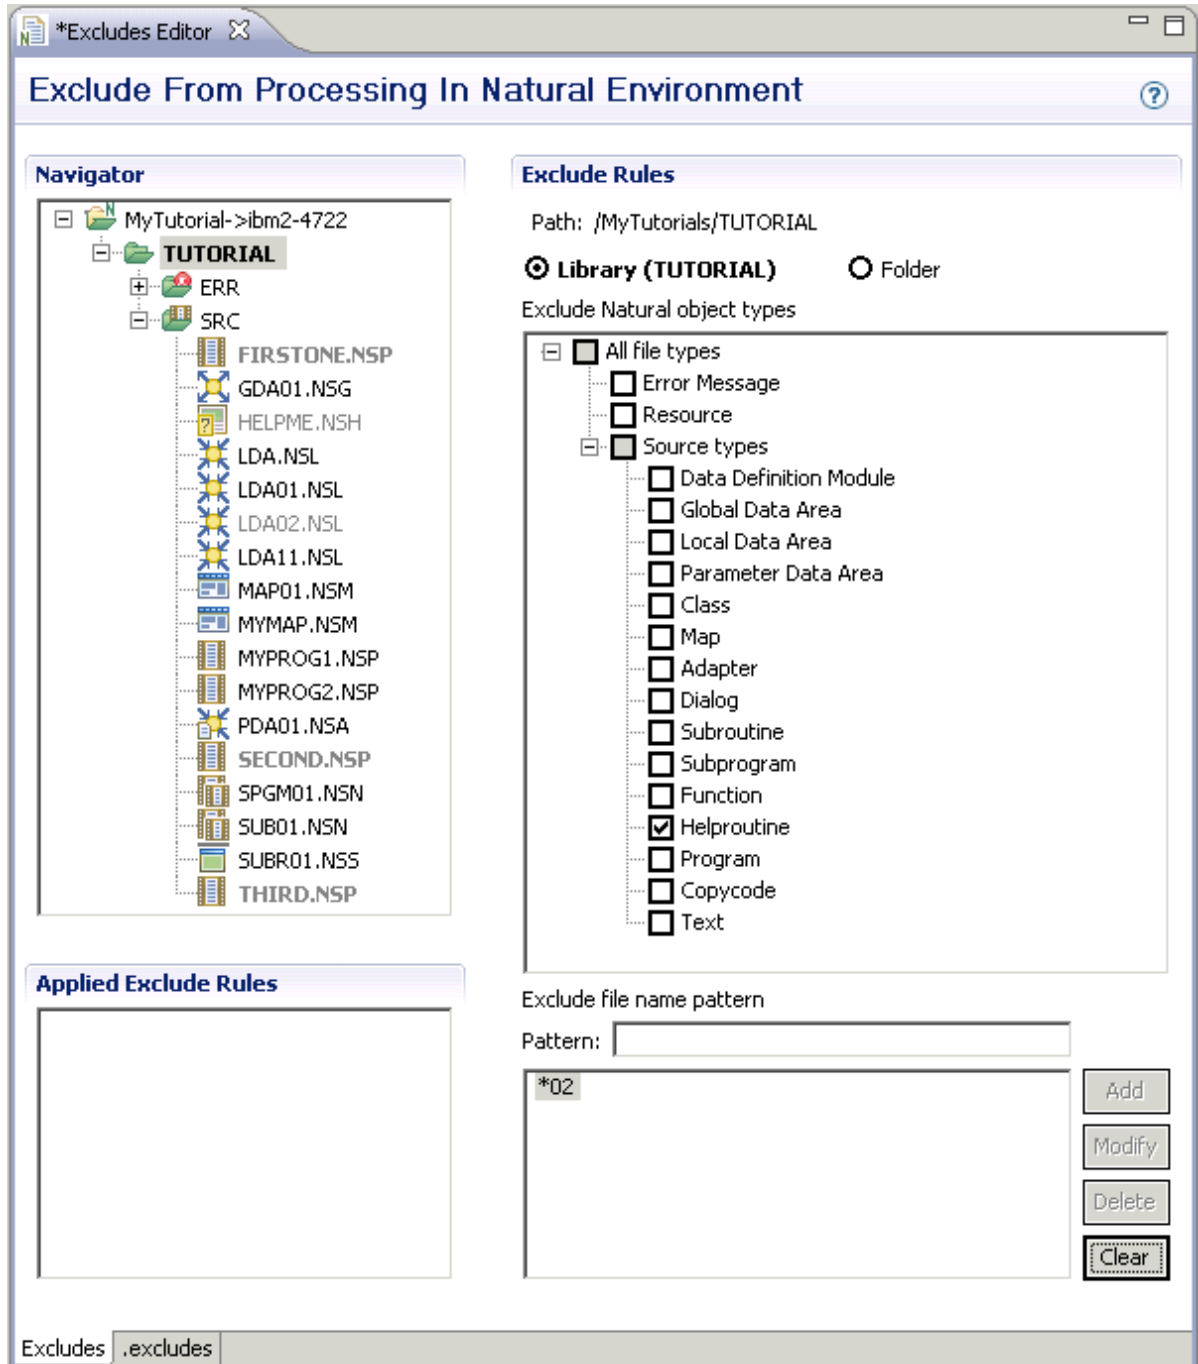 *Excludes Editor
Exclude From Processing In Natural Environment
Navigator
MyTutorial->ibm2-4722
TUTORIAL
ERR
SRC
FIRSTONE.NSP
GDA01.NSG
HELPME.NSH
LDA.NSL
LDA01.NSL
LDA02.NSL
LDA11.NSL
MAP01.NSM
MYMAP.NSM
MYPROG1.NSP
MYPROG2.NSP
PDA01.NSA
SECOND.NSP
SPGM01.NSN
SUB01.NSN
SUBR01.NSS
THIRD.NSP
Applied Exclude Rules
Exclude Rules
Path: /MyTutorials/TUTORIAL
Library (TUTORIAL) Folder
Exclude Natural object types
All file types
Error Message
Resource
Source types
Data Definition Module
Global Data Area
Local Data Area
Parameter Data Area
Class
Map
Adapter
Dialog
Subroutine
Subprogram
Function
Helproutine
Program
Copycode
Text
Exclude file name pattern
Pattern:
*02
Add
Modify
Delete
Clear
Excludes .excludes